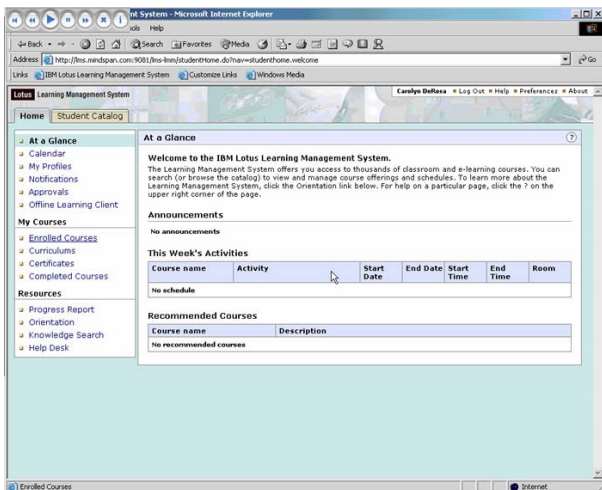 nt System - Microsoft Internet Explorer
ools Help
Back Search Favorites Media
Address http://lms.mindspan.com:9081/lms-lmm/studentHome.do?nav=studenthome.welcome Go
Links IBM Lotus Learning Management System Customize Links Windows Media
Lotus Learning Management System
Carolyn DeRosa Log Out Help Preferences About
Home Student Catalog
At a Glance
Calendar
My Profiles
Notifications
Approvals
Offline Learning Client
My Courses
Enrolled Courses
Curriculums
Certificates
Completed Courses
Resources
Progress Report
Orientation
Knowledge Search
Help Desk
At a Glance ?
Welcome to the IBM Lotus Learning Management System.
The Learning Management System offers you access to thousands of classroom and e-learning courses. You can
search (or browse the catalog) to view and manage course offerings and schedules. To learn more about the
Learning Management System, click the Orientation link below. For help on a particular page, click the ? on the
upper right corner of the page.
Announcements
No announcements
This Week's Activities
Course name Activity Start Date End Date Start Time End Time Room
No schedule
Recommended Courses
Course name Description
No recommended courses
Enrolled Courses Internet